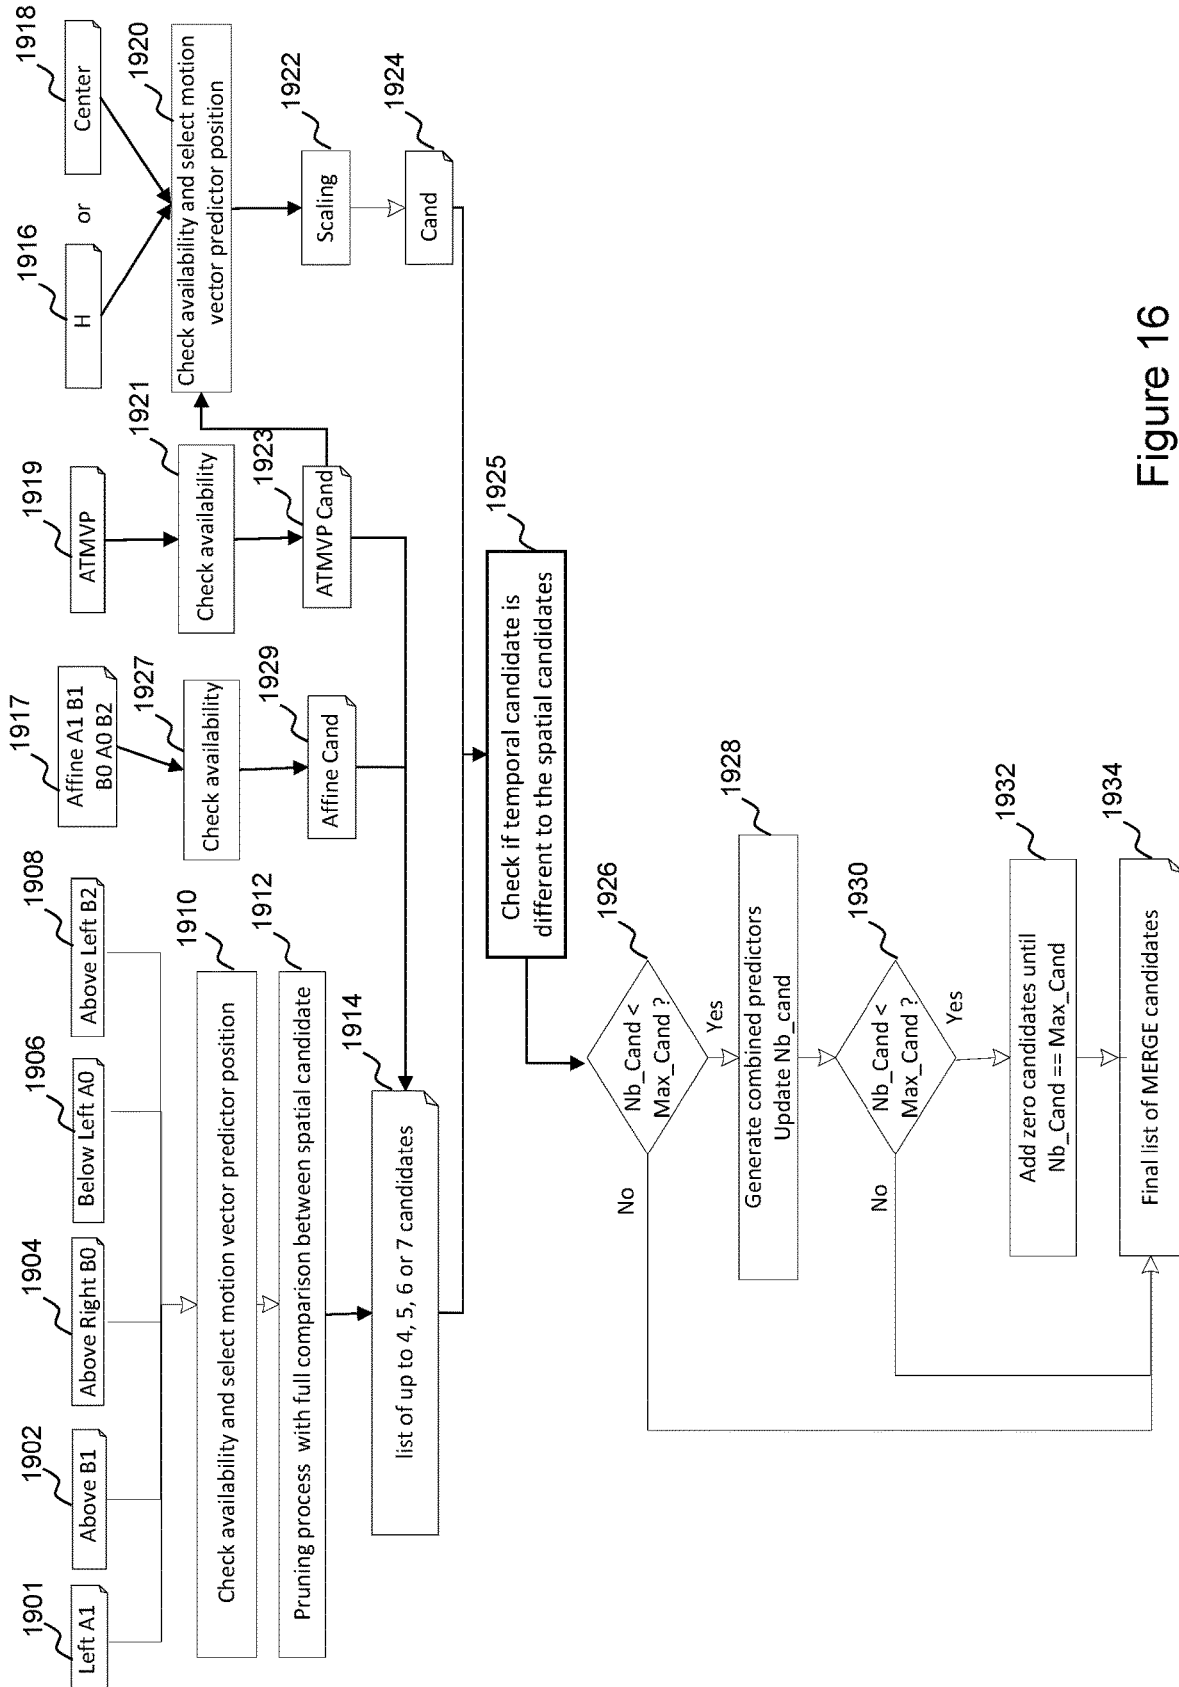 1901
Left A1
1902
Above B1
1904
Above Right B0
1906
Below Left A0
1908
Above Left B2
1917
Affine A1 B1
B0 A0 B2
1919
ATMVP
1916
H
or
1918
Center
1910
Check availability and select motion vector predictor position
1912
Pruning process with full comparison between spatial candidate
1914
list of up to 4, 5, 6 or 7 candidates
1927
Check availability
1929
Affine Cand
1921
Check availability
1923
ATMVP Cand
1920
Check availability and select motion
vector predictor position
1922
Scaling
1924
Cand
1925
Check if temporal candidate is
different to the spatial candidates
1926
Nb_Cand <
Max_Cand ?
No
Yes
1928
Generate combined predictors
Update Nb_cand
1930
Nb_Cand <
Max_Cand ?
No
Yes
1932
Add zero candidates until
Nb_Cand == Max_Cand
1934
Final list of MERGE candidates
Figure 16